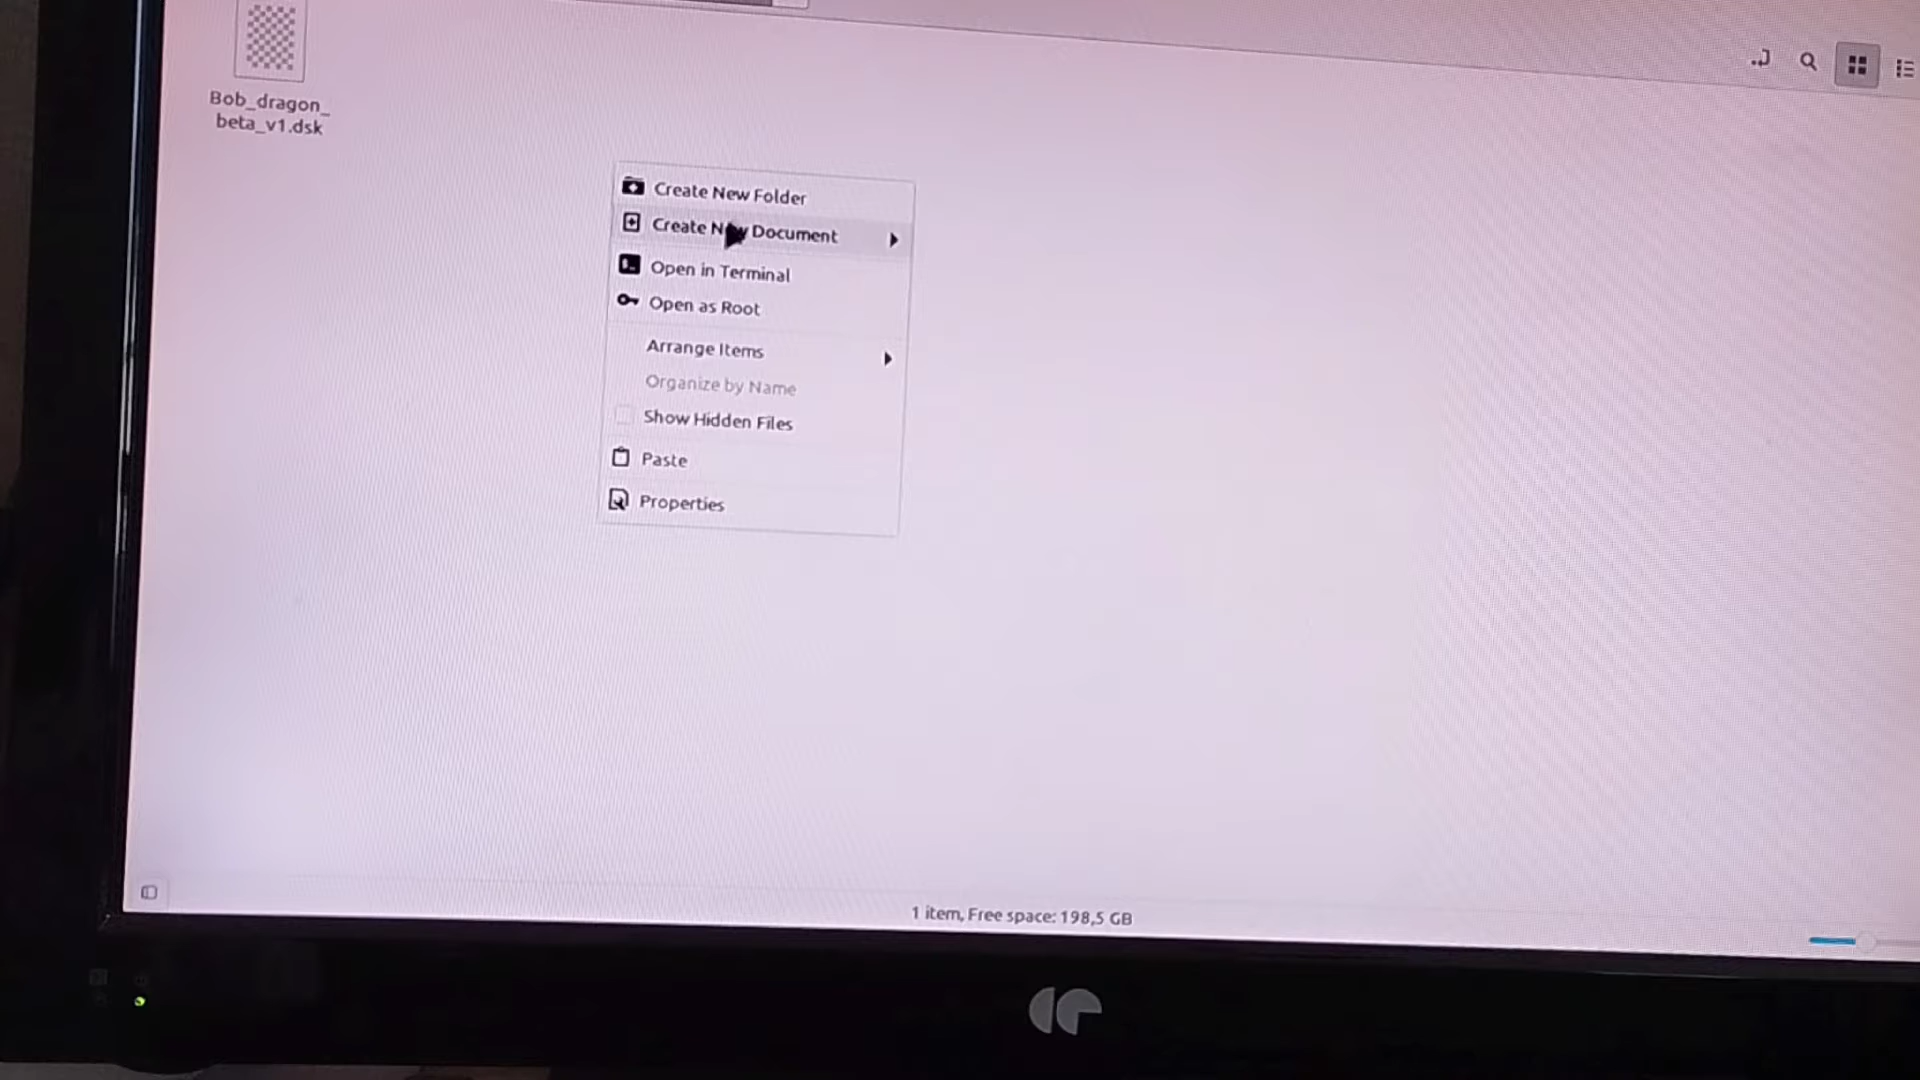 Bob_dragon_
beta_v1.dsk
Create New Folder
Create New Document
Open in Terminal
Open as Root
Arrange Items
Organize by Name
Show Hidden Files
Paste
Properties
1 item, Free space: 198,5 GB